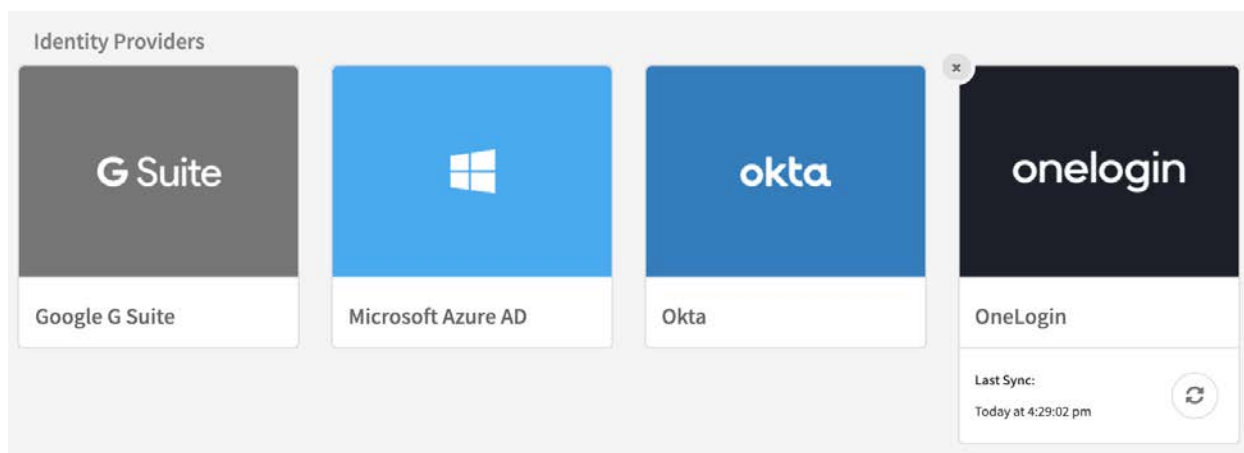 Identity Providers
G Suite
okta
onelogin
Google G Suite
Microsoft Azure AD
Okta
OneLogin
Last Sync:
Today at 4:29:02 pm